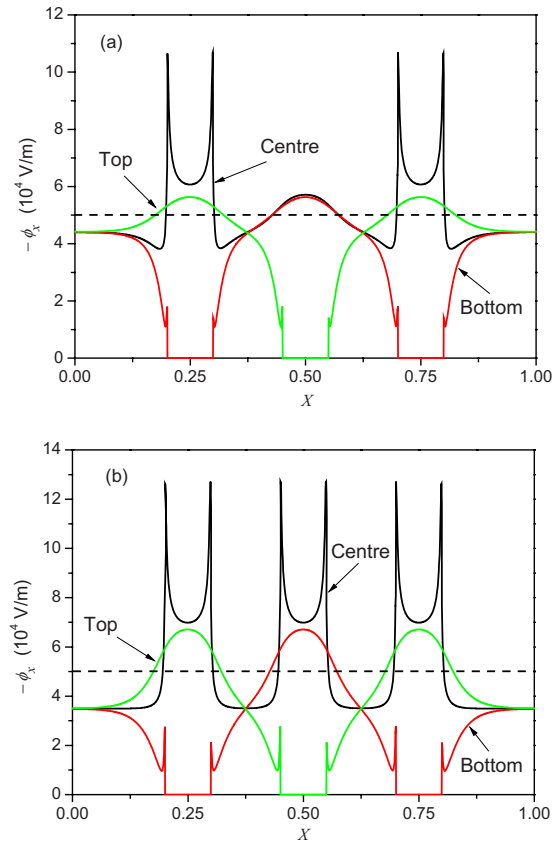 (a)
12
10
8
6
4
2
0
− ϕₓ (10⁴ V/m)
Top
Centre
Bottom
0.00 0.25 0.50 0.75 1.00
X
(b)
14
12
10
8
6
4
2
0
− ϕₓ (10⁴ V/m)
Centre
Top
Bottom
0.00 0.25 0.50 0.75 1.00
X